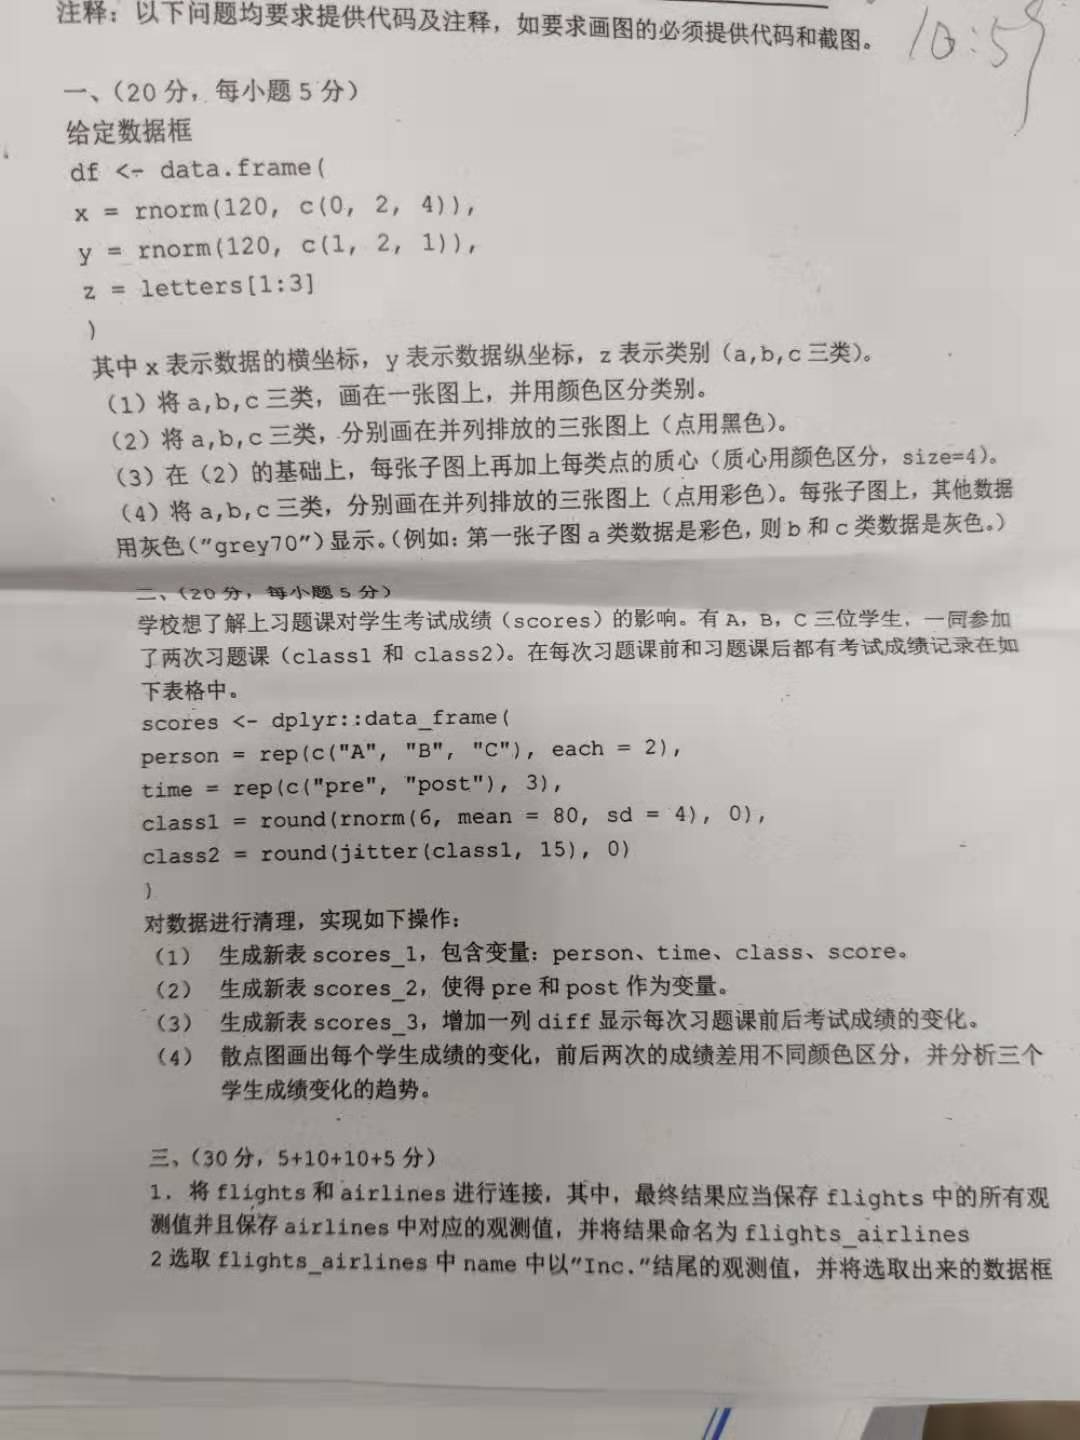 注释：以下问题均要求提供代码及注释，如要求画图的必须提供代码和截图。
10:59
一、（20 分，每小题 5 分）
给定数据框
df <- data.frame(
x = rnorm(120, c(0, 2, 4)),
y = rnorm(120, c(1, 2, 1)),
z = letters[1:3]
)
其中 x 表示数据的横坐标，y 表示数据纵坐标，z 表示类别（a,b,c 三类）。
（1）将 a,b,c 三类，画在一张图上，并用颜色区分类别。
（2）将 a,b,c 三类，分别画在并列排放的三张图上（点用黑色）。
（3）在（2）的基础上，每张子图上再加上每类点的质心（质心用颜色区分，size=4）。
（4）将 a,b,c 三类，分别画在并列排放的三张图上（点用彩色）。每张子图上，其他数据
用灰色（"grey70"）显示。（例如：第一张子图 a 类数据是彩色，则 b 和 c 类数据是灰色。）
二、（20 分，每小题 5 分）
学校想了解上习题课对学生考试成绩（scores）的影响。有 A，B，C 三位学生，一同参加
了两次习题课（class1 和 class2）。在每次习题课前和习题课后都有考试成绩记录在如
下表格中。
scores <- dplyr::data_frame(
person = rep(c("A", "B", "C"), each = 2),
time = rep(c("pre", "post"), 3),
class1 = round(rnorm(6, mean = 80, sd = 4), 0),
class2 = round(jitter(class1, 15), 0)
)
对数据进行清理，实现如下操作：
（1） 生成新表 scores_1，包含变量：person、time、class、score。
（2） 生成新表 scores_2，使得 pre 和 post 作为变量。
（3） 生成新表 scores_3，增加一列 diff 显示每次习题课前后考试成绩的变化。
（4） 散点图画出每个学生成绩的变化，前后两次的成绩差用不同颜色区分，并分析三个
学生成绩变化的趋势。
三、（30 分，5+10+10+5 分）
1. 将 flights 和 airlines 进行连接，其中，最终结果应当保存 flights 中的所有观
测值并且保存 airlines 中对应的观测值，并将结果命名为 flights_airlines
2 选取 flights_airlines 中 name 中以"Inc."结尾的观测值，并将选取出来的数据框